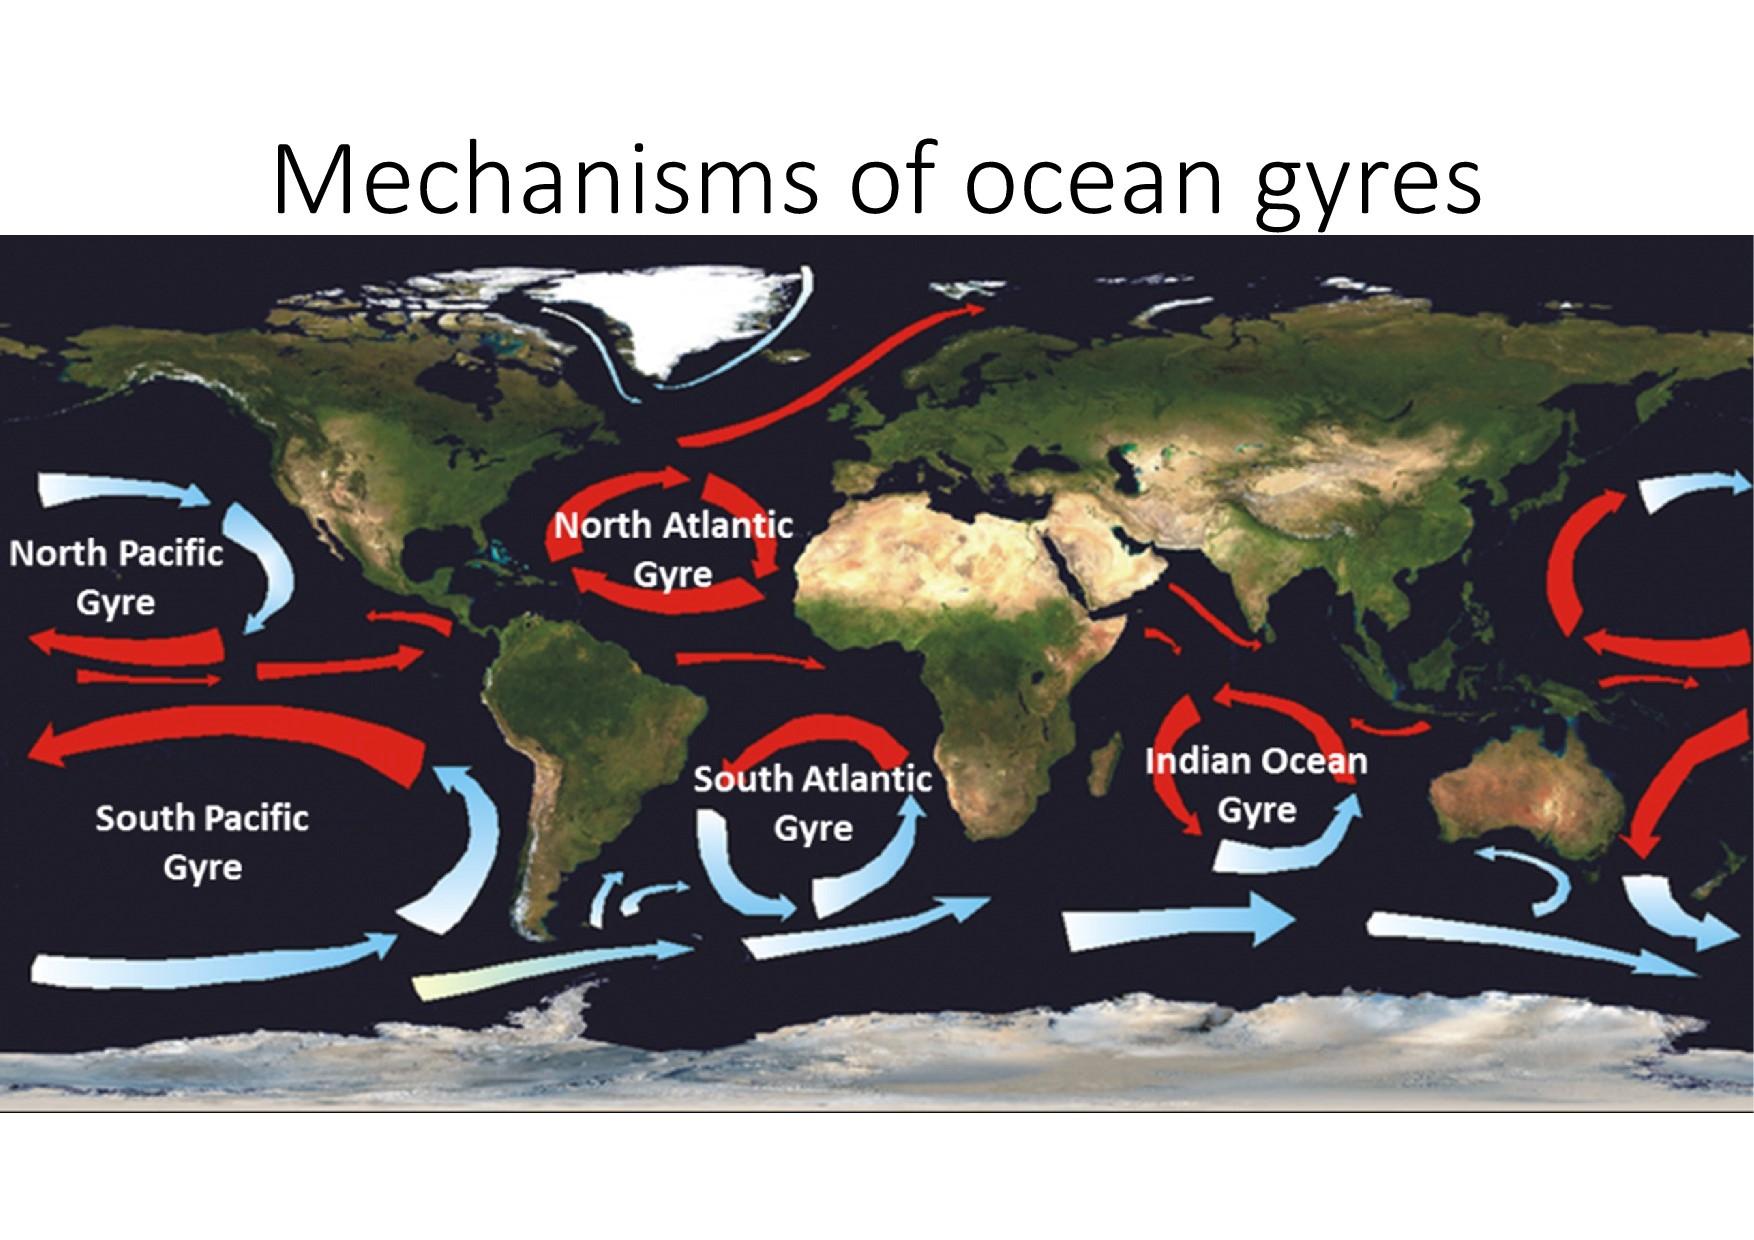 Mechanisms of ocean gyres
North Pacific
Gyre
North Atlantic
Gyre
South Pacific
Gyre
South Atlantic
Gyre
Indian Ocean
Gyre